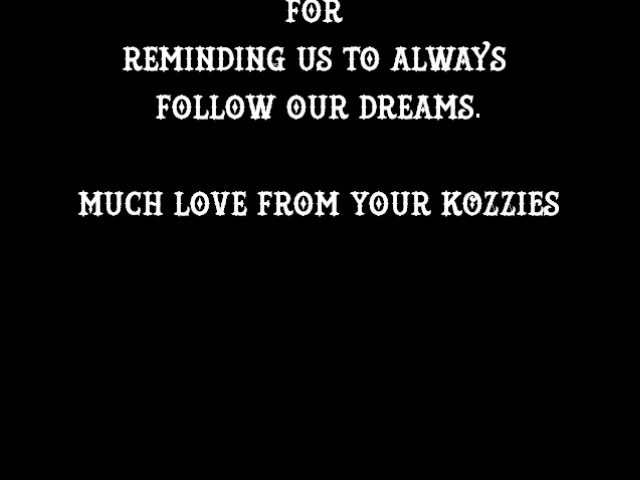 FOR
REMINDING US TO ALWAYS
FOLLOW OUR DREAMS.
MUCH LOVE FROM YOUR KOZZIES